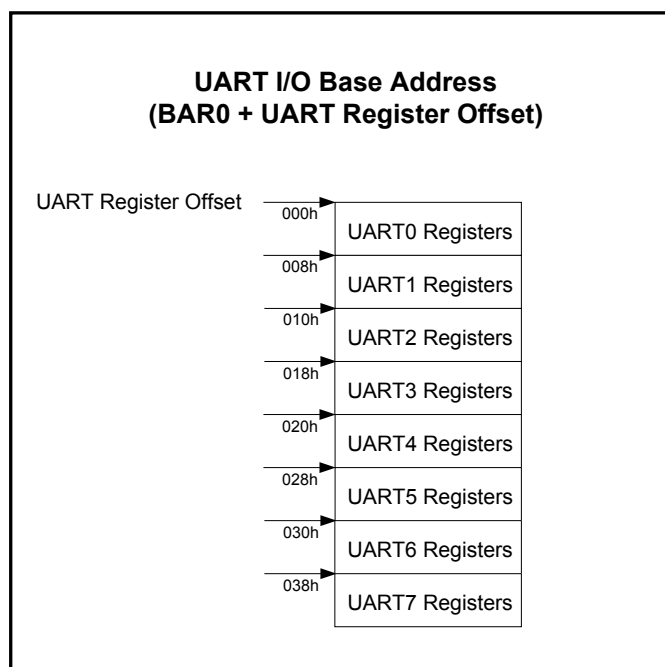 UART I/O Base Address
(BAR0 + UART Register Offset)
UART Register Offset
000h
UART0 Registers
008h
UART1 Registers
010h
UART2 Registers
018h
UART3 Registers
020h
UART4 Registers
028h
UART5 Registers
030h
UART6 Registers
038h
UART7 Registers